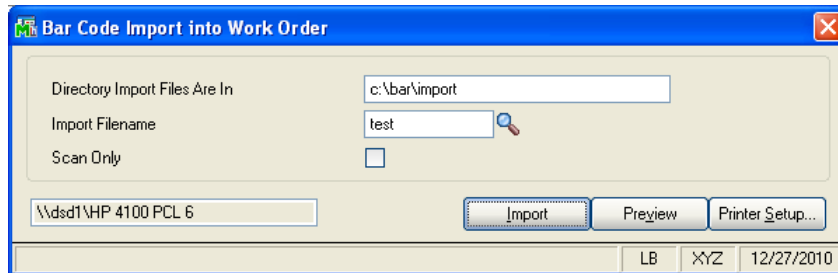 Bar Code Import into Work Order
Directory Import Files Are In c:\bar\import
Import Filename test
Scan Only
\\dsd1\HP 4100 PCL 6 Import Preview Printer Setup...
LB XYZ 12/27/2010